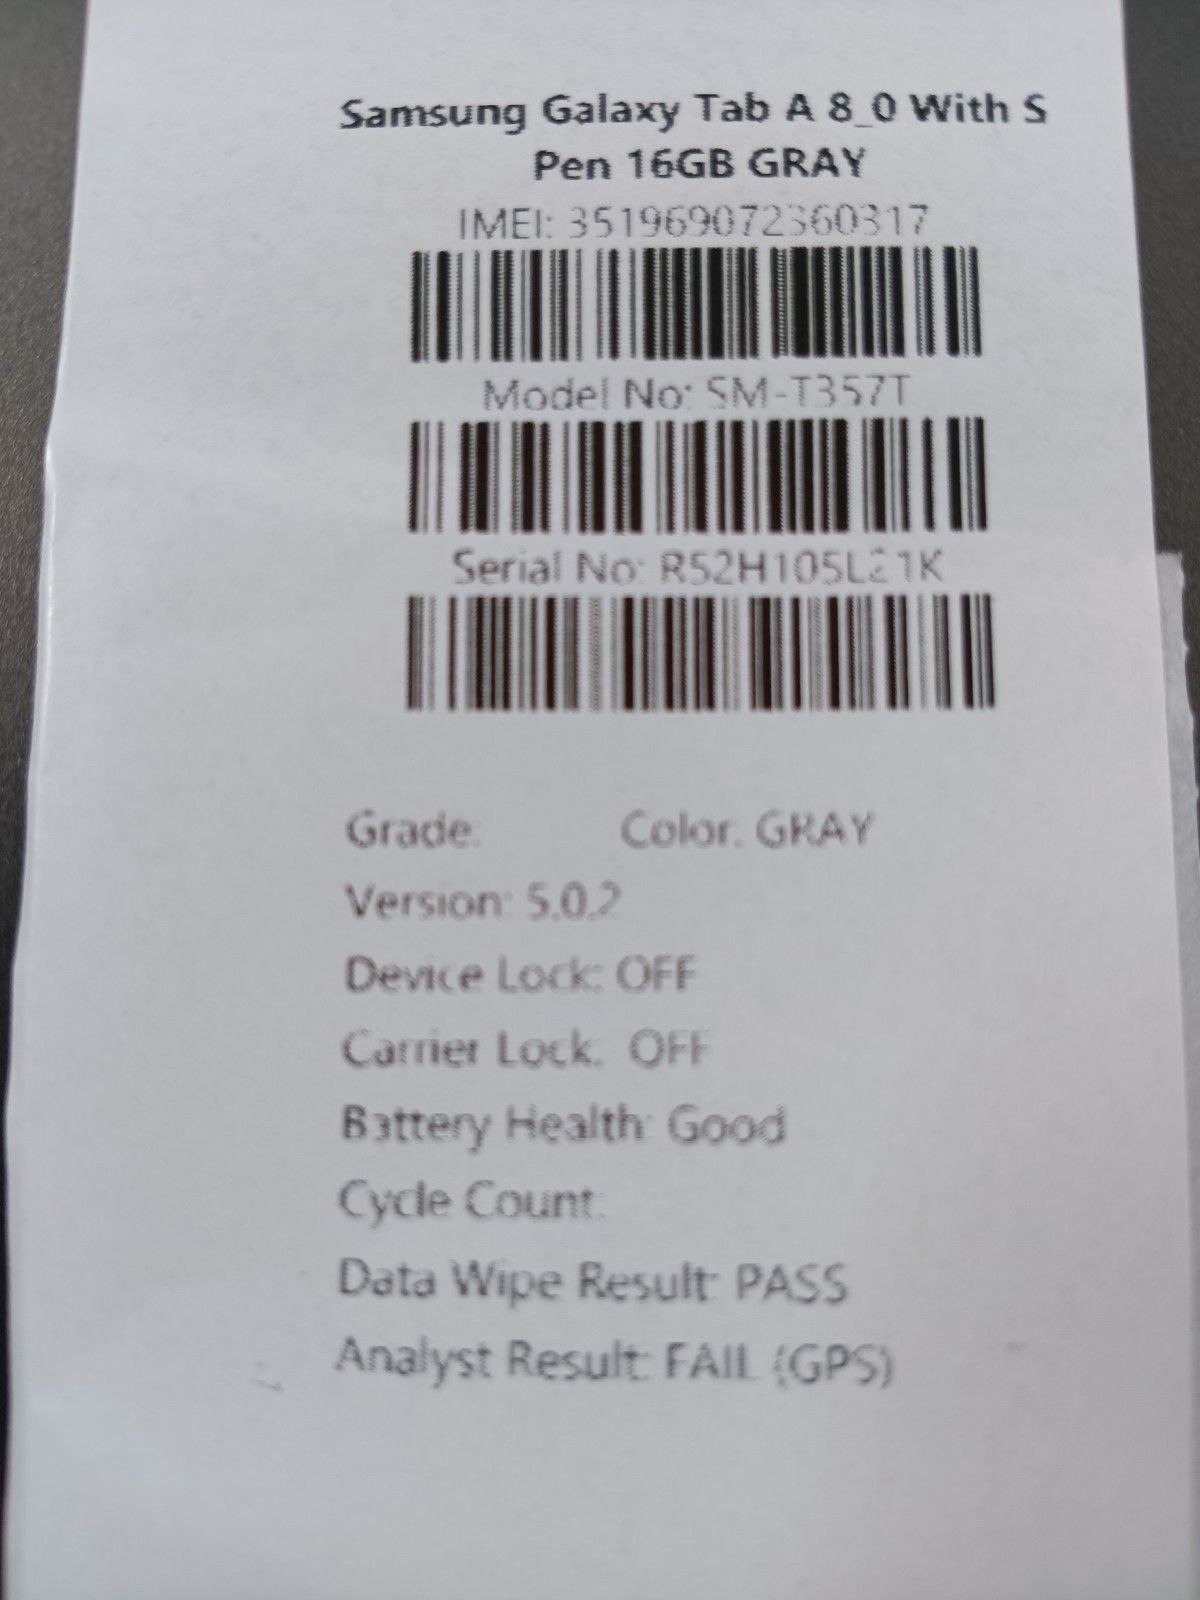 Samsung Galaxy Tab A 8_0 With S
Pen 16GB GRAY
IMEI: 351969072360317
Model No: SM-T357T
Serial No: R52H105L21K
Grade: Color: GRAY
Version: 5.0.2
Device Lock: OFF
Carrier Lock: OFF
Battery Health: Good
Cycle Count:
Data Wipe Result: PASS
Analyst Result: FAIL (GPS)